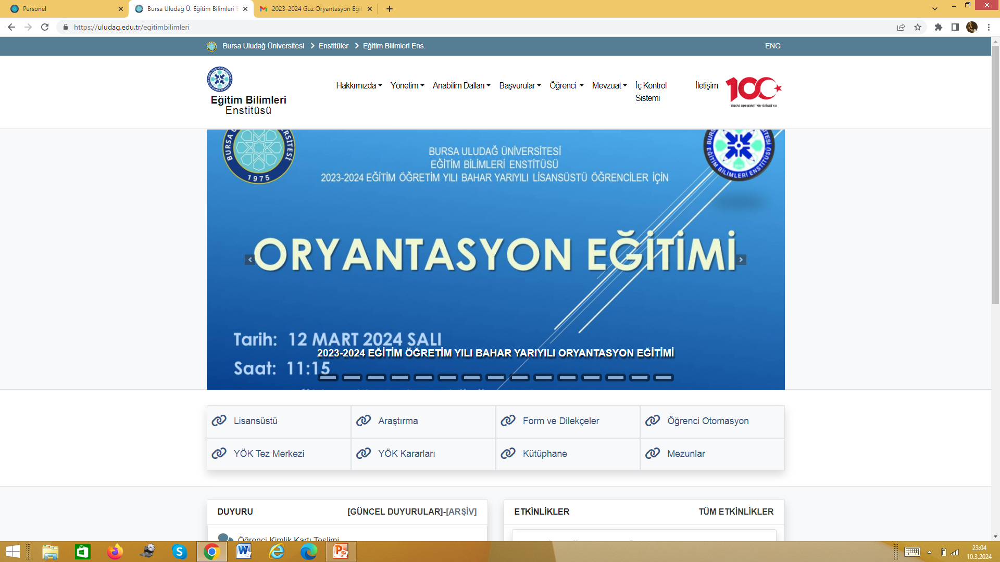 Personel
Bursa Uludağ Ü. Eğitim Bilimleri E
2023-2024 Güz Oryantasyon Eğit
https://uludag.edu.tr/egitimbilimleri
Bursa Uludağ Üniversitesi
Enstitüler
Eğitim Bilimleri Ens.
ENG
Eğitim Bilimleri
Enstitüsü
Hakkımızda
Yönetim
Anabilim Dalları
Başvurular
Öğrenci
Mevzuat
İç Kontrol
Sistemi
İletişim
100
TÜRKİYE CUMHURİYETİ'NİN YÜZÜNCÜ YILI
1975
EĞİTİM BİLİMLERİ ENSTİTÜSÜ
BURSA ULUDAĞ ÜNİVERSİTESİ
EĞİTİM BİLİMLERİ ENSTİTÜSÜ
2023-2024 EĞİTİM ÖĞRETİM YILI BAHAR YARIYILI LİSANSÜSTÜ ÖĞRENCİLER İÇİN
ORYANTASYON EĞİTİMİ
Tarih: 12 MART 2024 SALI
2023-2024 EĞİTİM ÖĞRETİM YILI BAHAR YARIYILI ORYANTASYON EĞİTİMİ
Saat: 11:15
Lisansüstü
Araştırma
Form ve Dilekçeler
Öğrenci Otomasyon
YÖK Tez Merkezi
YÖK Kararları
Kütüphane
Mezunlar
DUYURU
[GÜNCEL DUYURULAR]-[ARŞİV]
Öğrenci Kimlik Kartı Teslimi
ETKİNLİKLER
TÜM ETKİNLİKLER
23:04
10.3.2024